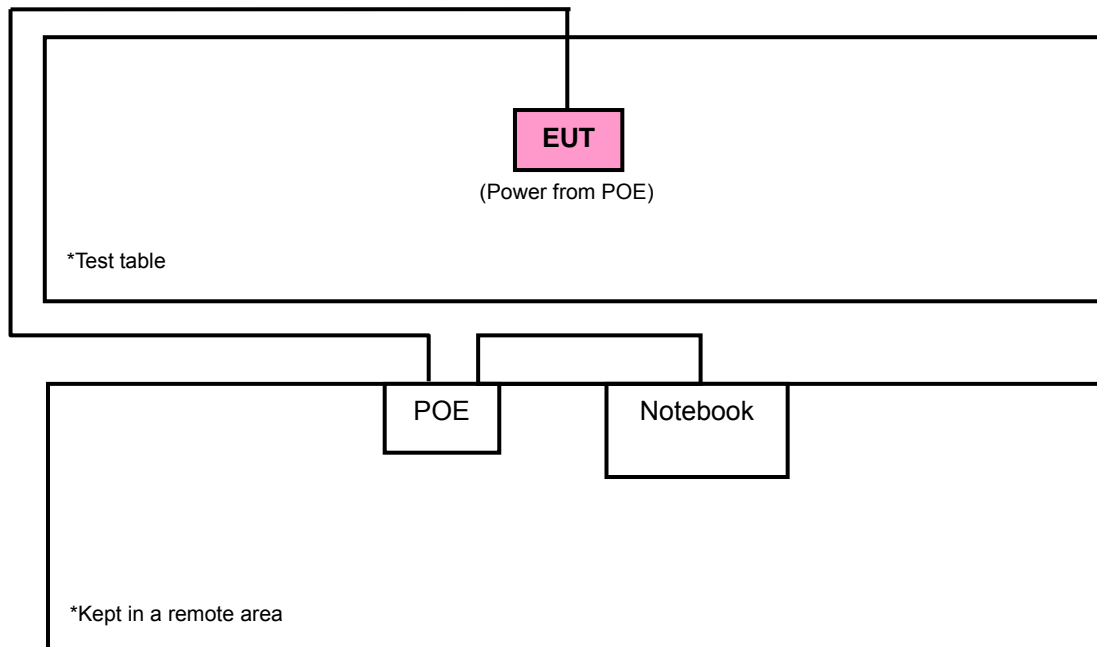 EUT
(Power from POE)
*Test table
POE
Notebook
*Kept in a remote area